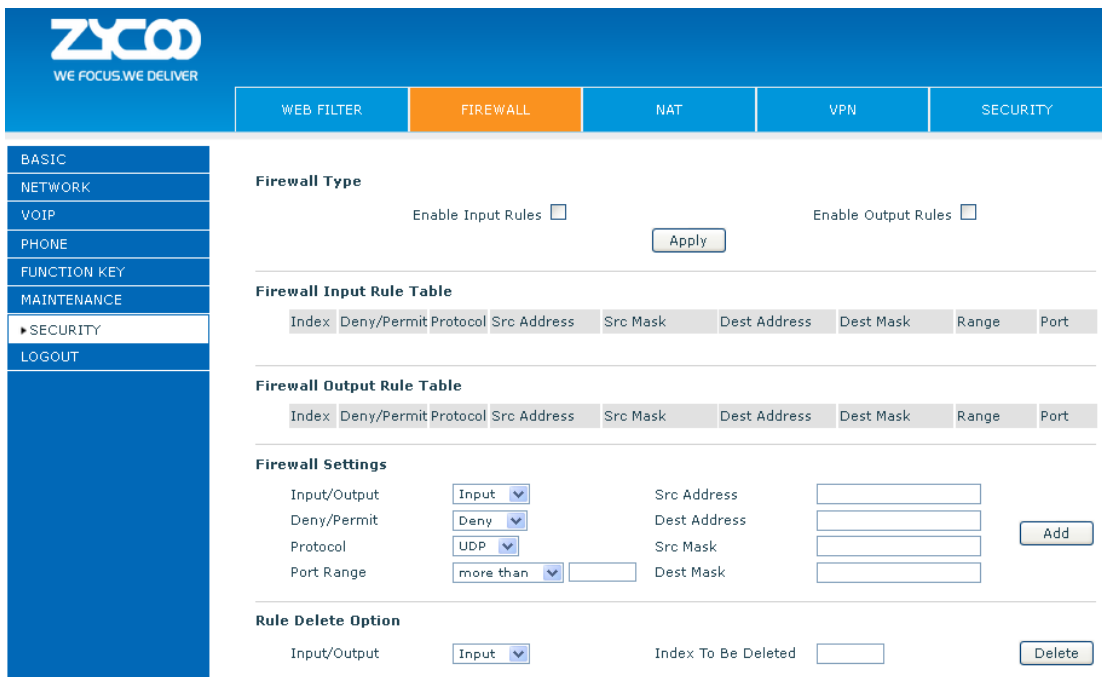 ZYCOO
WE FOCUS.WE DELIVER
WEB FILTER FIREWALL NAT VPN SECURITY
BASIC
NETWORK
VOIP
PHONE
FUNCTION KEY
MAINTENANCE
SECURITY
LOGOUT
Firewall Type
Enable Input Rules Enable Output Rules
Apply
Firewall Input Rule Table
Index Deny/Permit Protocol Src Address Src Mask Dest Address Dest Mask Range Port
Firewall Output Rule Table
Index Deny/Permit Protocol Src Address Src Mask Dest Address Dest Mask Range Port
Firewall Settings
Input/Output Input Src Address
Deny/Permit Deny Dest Address
Add
Protocol UDP Src Mask
Port Range more than Dest Mask
Rule Delete Option
Input/Output Input Index To Be Deleted Delete